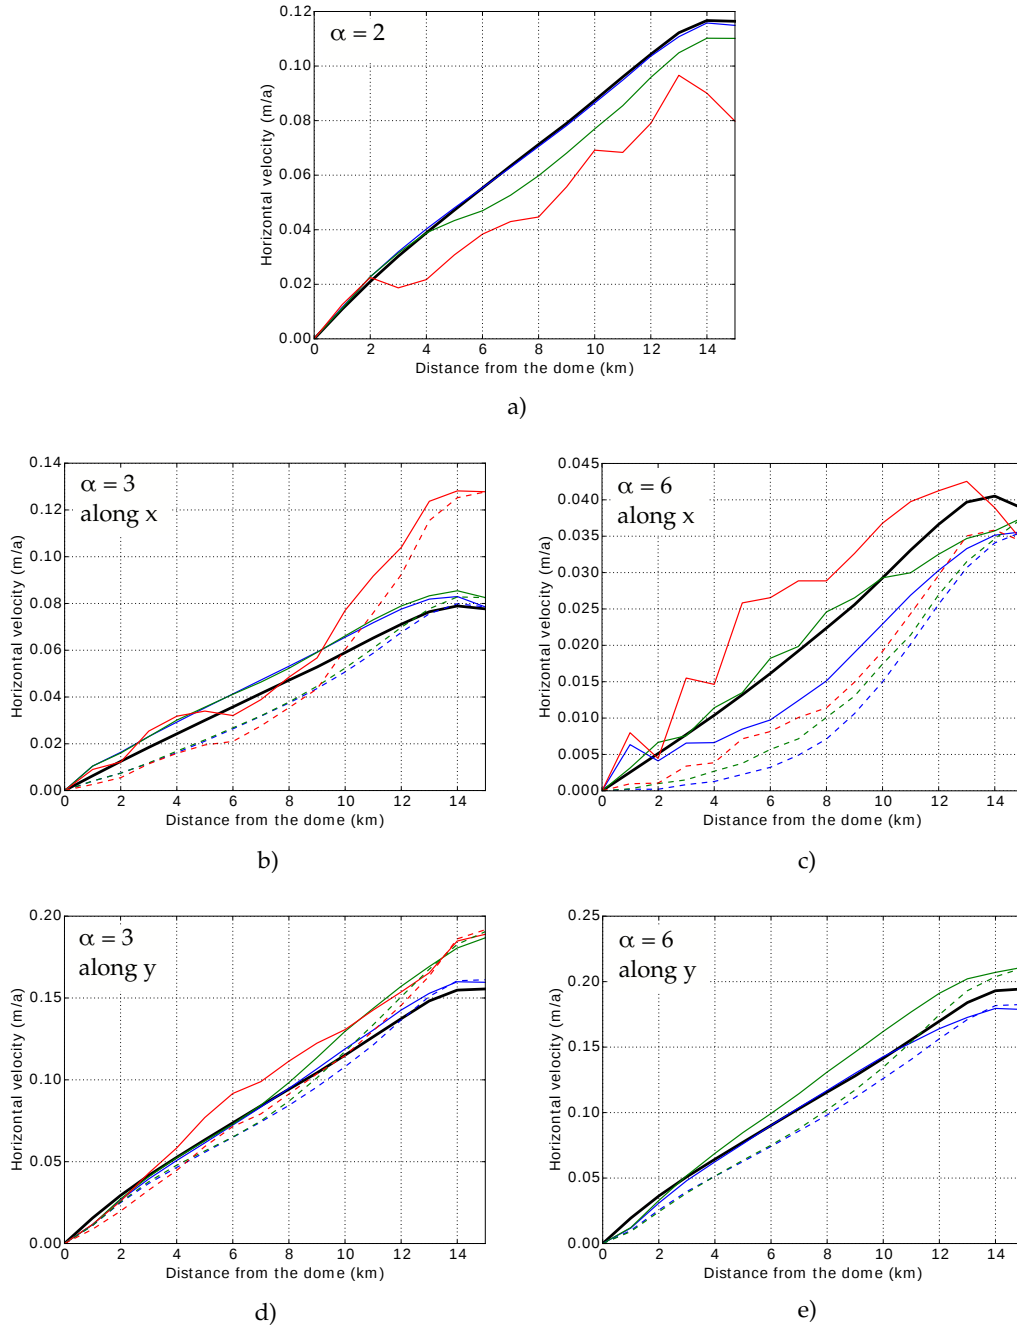 α = 2
0.12
0.10
0.08
0.06
0.04
0.02
0.00
Horizontal velocity (m/a)
0 2 4 6 8 10 12 14
Distance from the dome (km)
a)
α = 3
along x
0.14
0.12
0.10
0.08
0.06
0.04
0.02
0.00
Horizontal velocity (m/a)
0 2 4 6 8 10 12 14
Distance from the dome (km)
b)
α = 6
along x
0.045
0.040
0.035
0.030
0.025
0.020
0.015
0.010
0.005
0.000
Horizontal velocity (m/a)
0 2 4 6 8 10 12 14
Distance from the dome (km)
c)
α = 3
along y
0.20
0.15
0.10
0.05
0.00
Horizontal velocity (m/a)
0 2 4 6 8 10 12 14
Distance from the dome (km)
d)
α = 6
along y
0.25
0.20
0.15
0.10
0.05
0.00
Horizontal velocity (m/a)
0 2 4 6 8 10 12 14
Distance from the dome (km)
e)